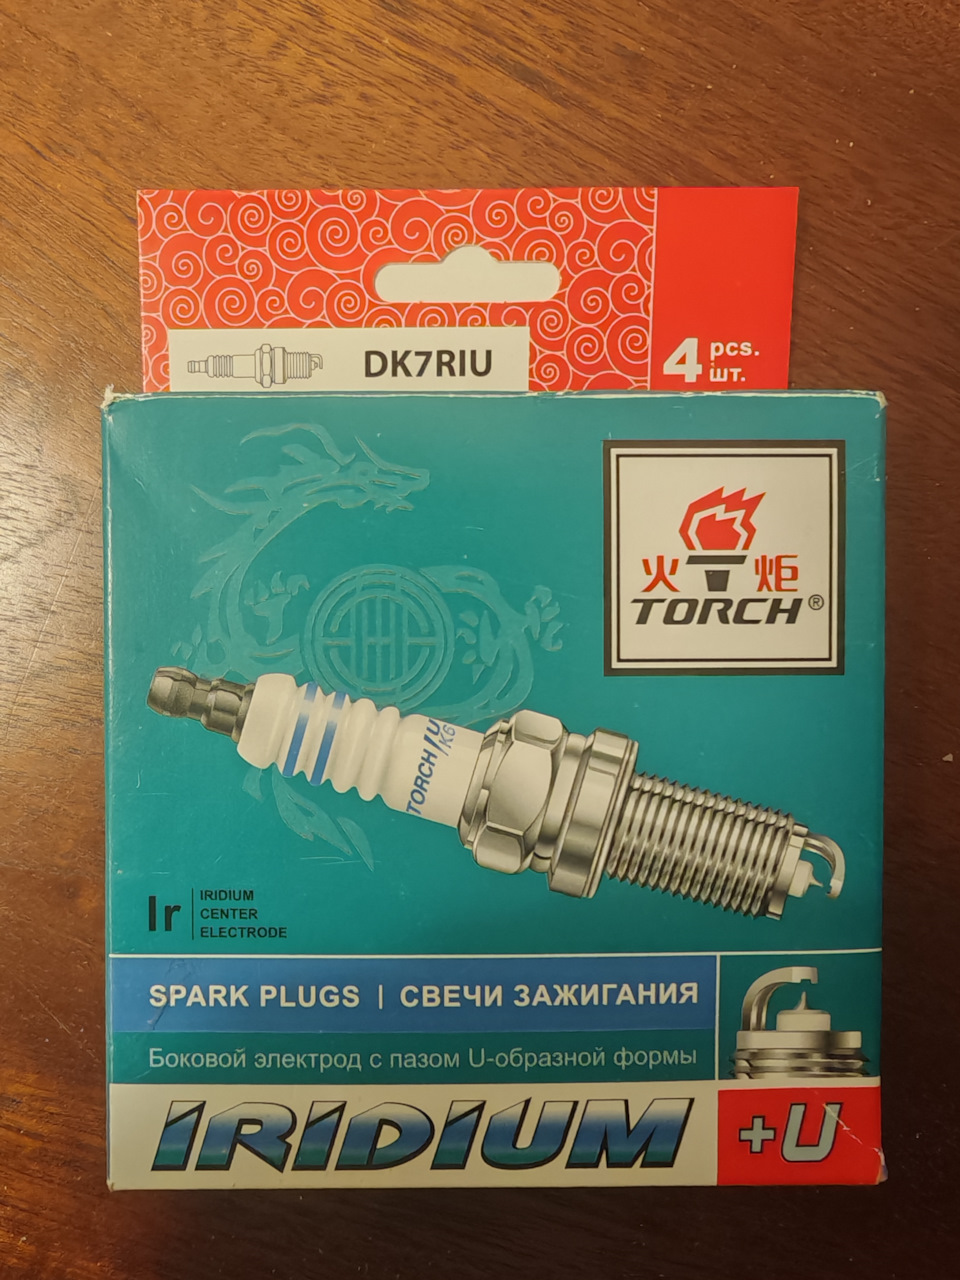 DK7RIU
4 pcs.
шт.
火 炬
TORCH®
TORCH U
K6
Ir IRIDIUM
CENTER
ELECTRODE
SPARK PLUGS | СВЕЧИ ЗАЖИГАНИЯ
Боковой электрод с пазом U-образной формы
IRIDIUM +U